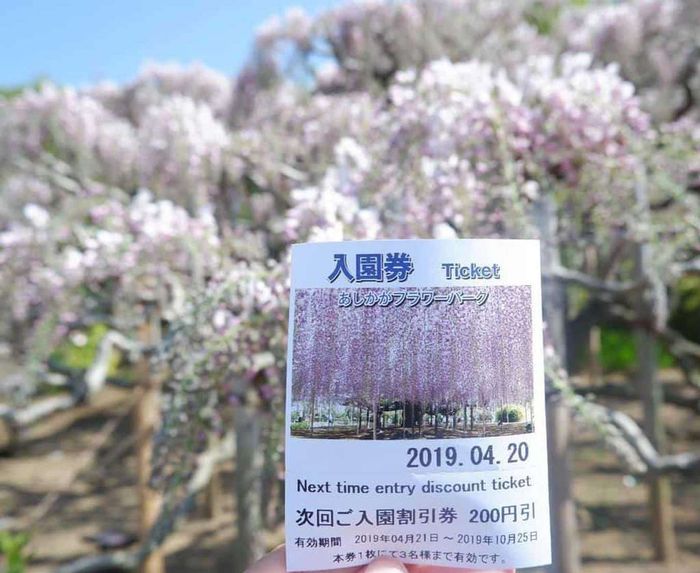 入園券 Ticket
あしかがフラワーパーク
2019.04.20
Next time entry discount ticket
次回ご入園割引券 200円引
有効期間 2019年04月21日 ～ 2019年10月25日
本券1枚にて3名様まで有効です。